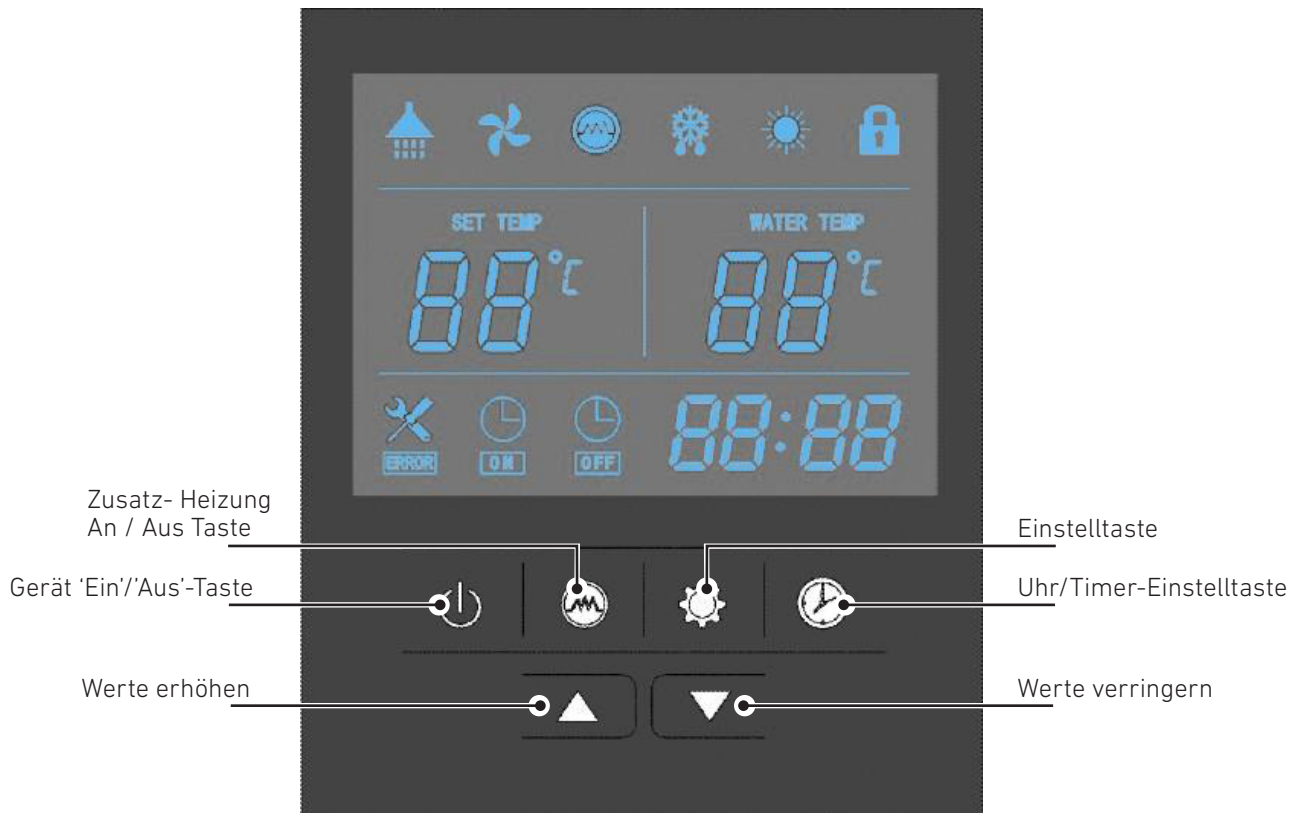 SET TEMP
WATER TEMP
88°C
88°C
ERROR
ON
OFF
88:88
Zusatz- Heizung
An / Aus Taste
Einstelltaste
Gerät ‘Ein’/’Aus’-Taste
Uhr/Timer-Einstelltaste
Werte erhöhen
Werte verringern